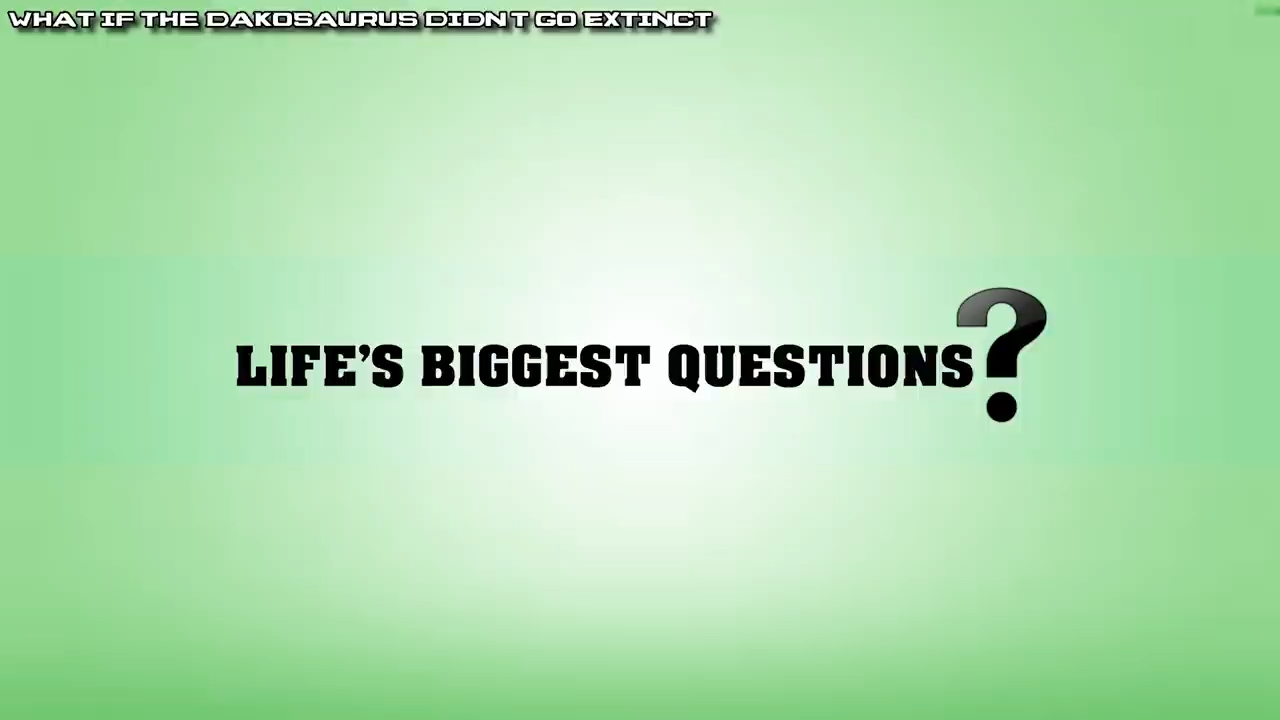 WHAT IF THE DAKOSAURUS DIDN'T GO EXTINCT
LIFE'S BIGGEST QUESTIONS?